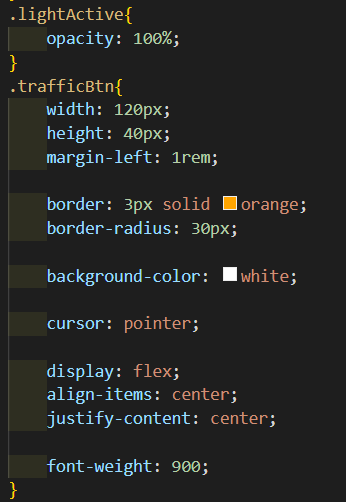 .lightActive{
opacity: 100%;
}
.trafficBtn{
width: 120px;
height: 40px;
margin-left: 1rem;
border: 3px solid orange;
border-radius: 30px;
background-color: white;
cursor: pointer;
display: flex;
align-items: center;
justify-content: center;
font-weight: 900;
}